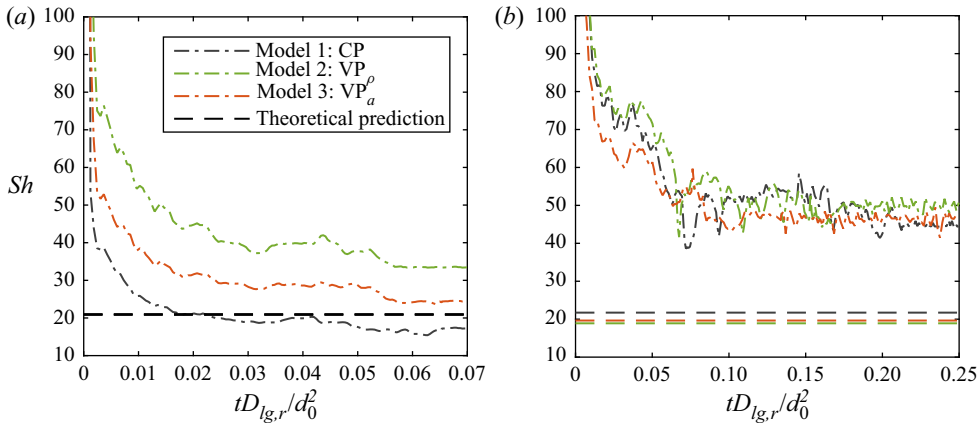 (a)
(b)
100
90
80
70
60
50
40
30
20
10
Sh
Model 1: CP
Model 2: VPρ
Model 3: VPa
Theoretical prediction
0 0.01 0.02 0.03 0.04 0.05 0.06 0.07
tD_{lg,r}/d_0^2
100
90
80
70
60
50
40
30
20
10
0 0.05 0.10 0.15 0.20 0.25
tD_{lg,r}/d_0^2